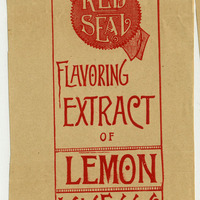 RED
SEAL
FLAVORING
EXTRACT
OF
LEMON